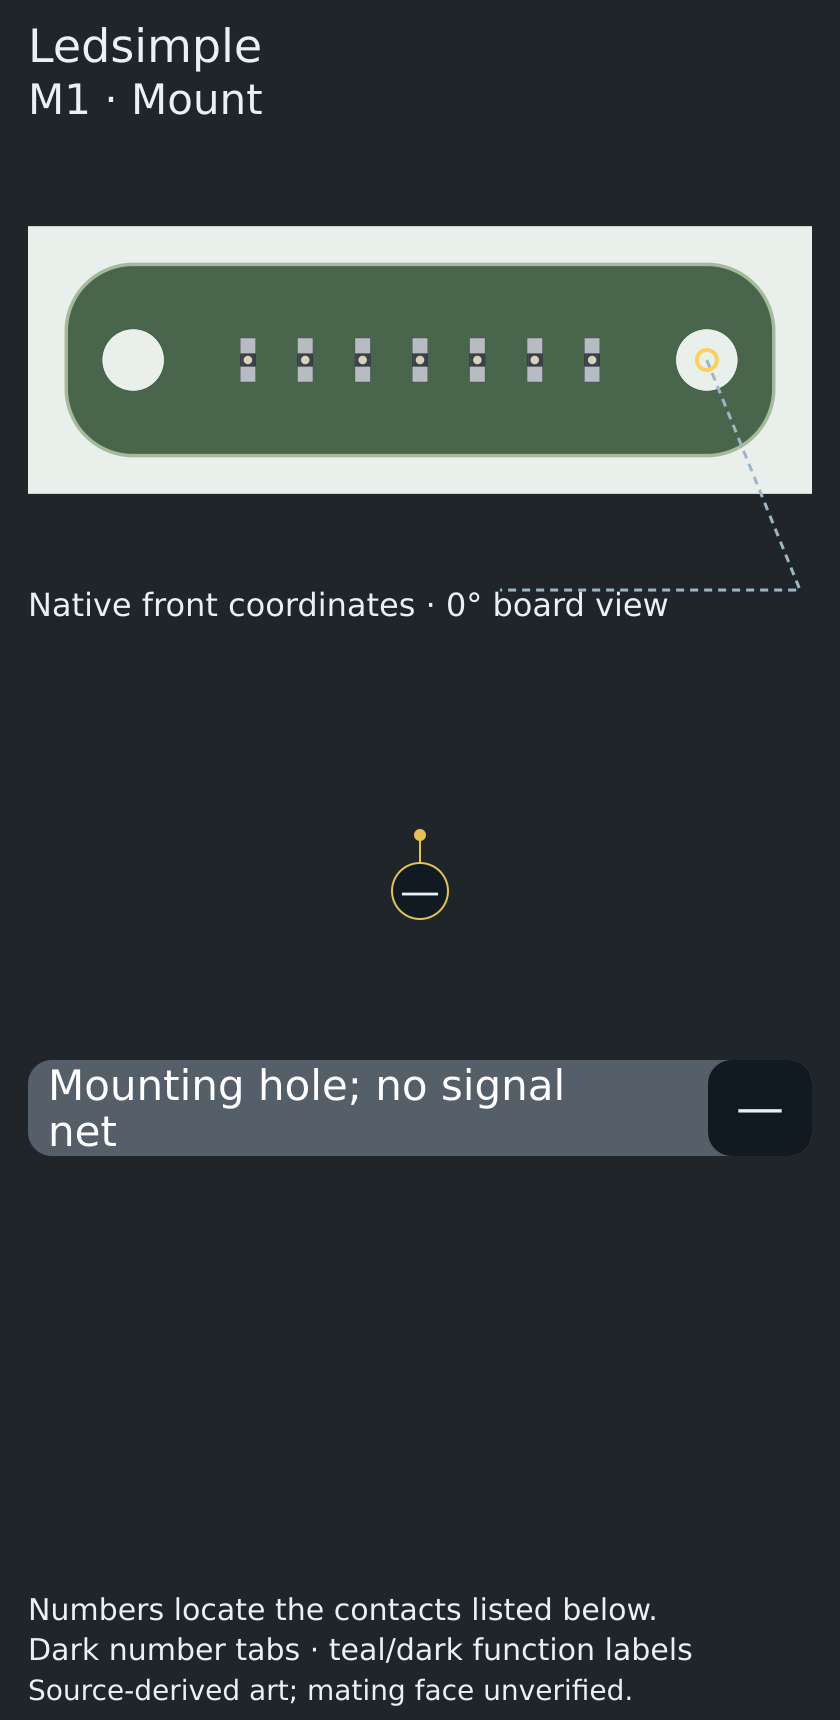 Ledsimple
M1 · Mount
Native front coordinates · 0° board view
—
Mounting hole; no signal
net
—
Numbers locate the contacts listed below.
Dark number tabs · teal/dark function labels
Source-derived art; mating face unverified.